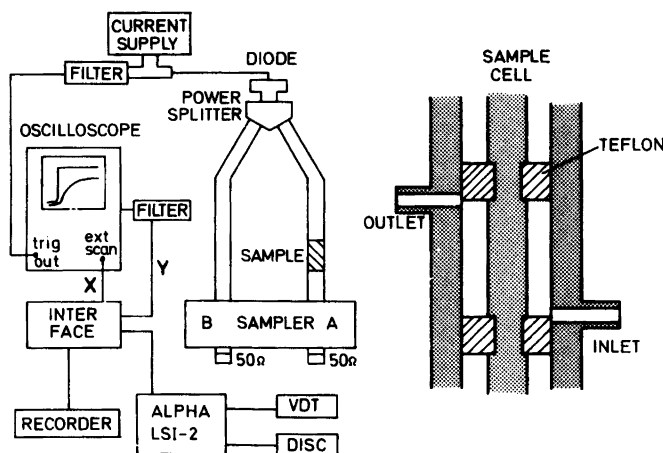 CURRENT
SUPPLY
FILTER
DIODE
POWER
SPLITTER
OSCILLOSCOPE
trig
out
ext
scan
FILTER
X
Y
SAMPLE
INTER
FACE
B SAMPLER A
50Ω
50Ω
RECORDER
ALPHA
LSI-2
VDT
DISC
SAMPLE
CELL
TEFLON
OUTLET
INLET